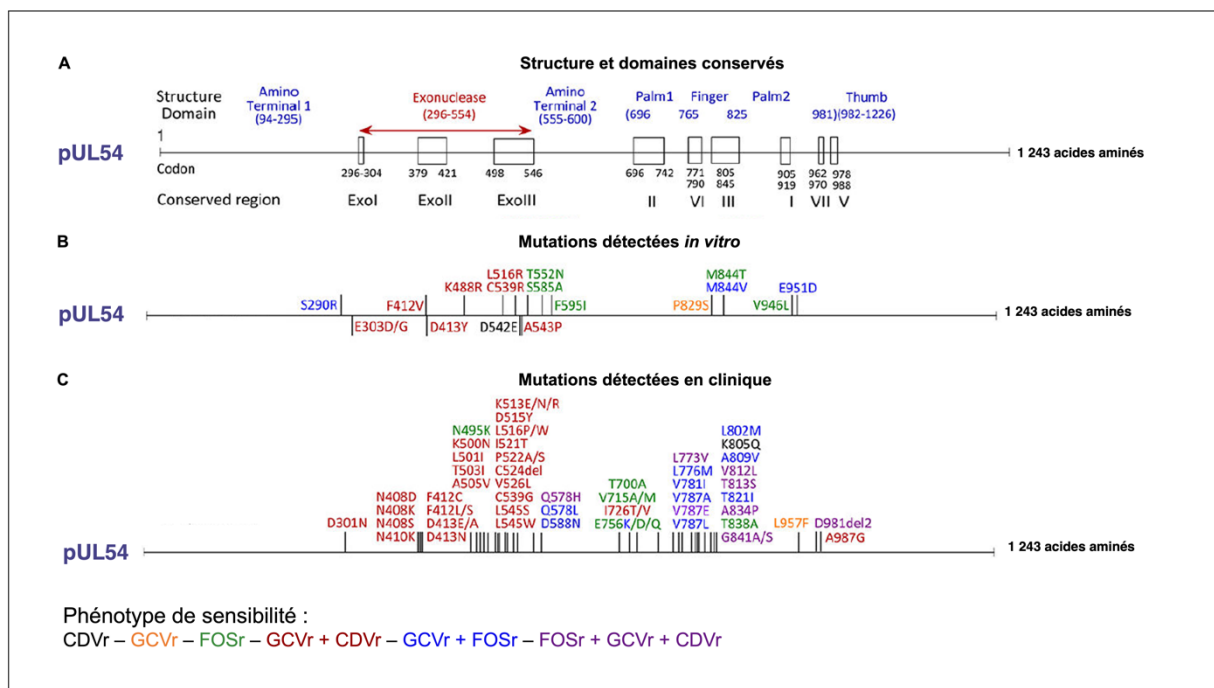 A
Structure et domaines conservés
Structure
Domain
Amino
Terminal 1
(94-295)
Exonuclease
(296-554)
Amino
Terminal 2
(555-600)
Palm1 Finger Palm2 Thumb
(696 765 825 981)(982-1226)
1
pUL54
1 243 acides aminés
Codon
296-304 379 421 498 546 696 742 771 805 905 962 978
790 845 919 970 988
Conserved region ExoI ExoII ExoIII II VI III I VII V
B
Mutations détectées in vitro
L516R T552N M844T
K488R C539R S585A M844V E951D
S290R F412V F595I P829S V946L
pUL54
1 243 acides aminés
E303D/G D413Y D542E A543P
C
Mutations détectées en clinique
K513E/N/R
D515Y
N495K L516P/W L802M
K500N I521T K805Q
L501I P522A/S L773V A809V
T503I C524del L776M V812L
A505V V526L T700A V781I T813S
N408D F412C C539G Q578H V715A/M V787A T821I
N408K F412L/S L545S Q578L I726T/V V787E A834P
N408S D413E/A L545W D588N E756K/D/Q V787L T838A
D301N N410K D413N G841A/S L957F D981del2
A987G
pUL54
1 243 acides aminés
Phénotype de sensibilité :
CDVr – GCVr – FOSr – GCVr + CDVr – GCVr + FOSr – FOSr + GCVr + CDVr